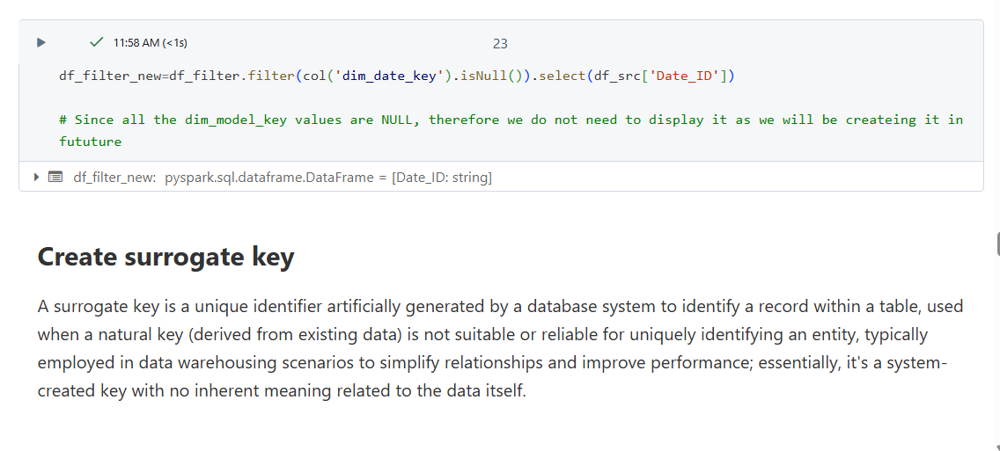 11:58 AM (<1s)
23
df_filter_new=df_filter.filter(col('dim_date_key').isNull()).select(df_src['Date_ID'])
# Since all the dim_model_key values are NULL, therefore we do not need to display it as we will be createing it in
fututure
df_filter_new: pyspark.sql.dataframe.DataFrame = [Date_ID: string]
Create surrogate key
A surrogate key is a unique identifier artificially generated by a database system to identify a record within a table, used
when a natural key (derived from existing data) is not suitable or reliable for uniquely identifying an entity, typically
employed in data warehousing scenarios to simplify relationships and improve performance; essentially, it's a system-
created key with no inherent meaning related to the data itself.